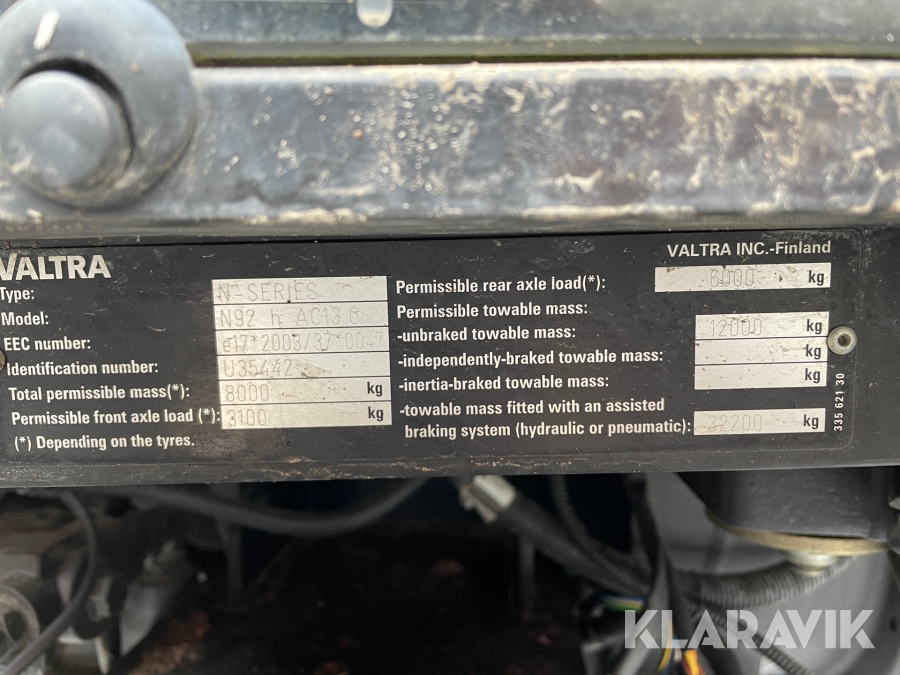 VALTRA
Type: N-SERIES
Model: N92 h AC13.6
EEC number: e17*2003/37*0047
Identification number: U35442
Total permissible mass(*): 8000 kg
Permissible front axle load (*): 3100 kg
(*) Depending on the tyres.
VALTRA INC.-Finland
Permissible rear axle load(*): 6000 kg
Permissible towable mass:
-unbraked towable mass: 12000 kg
-independently-braked towable mass: kg
-inertia-braked towable mass: kg
-towable mass fitted with an assisted
braking system (hydraulic or pneumatic): 32200 kg
335 621 30
KLARAVIK